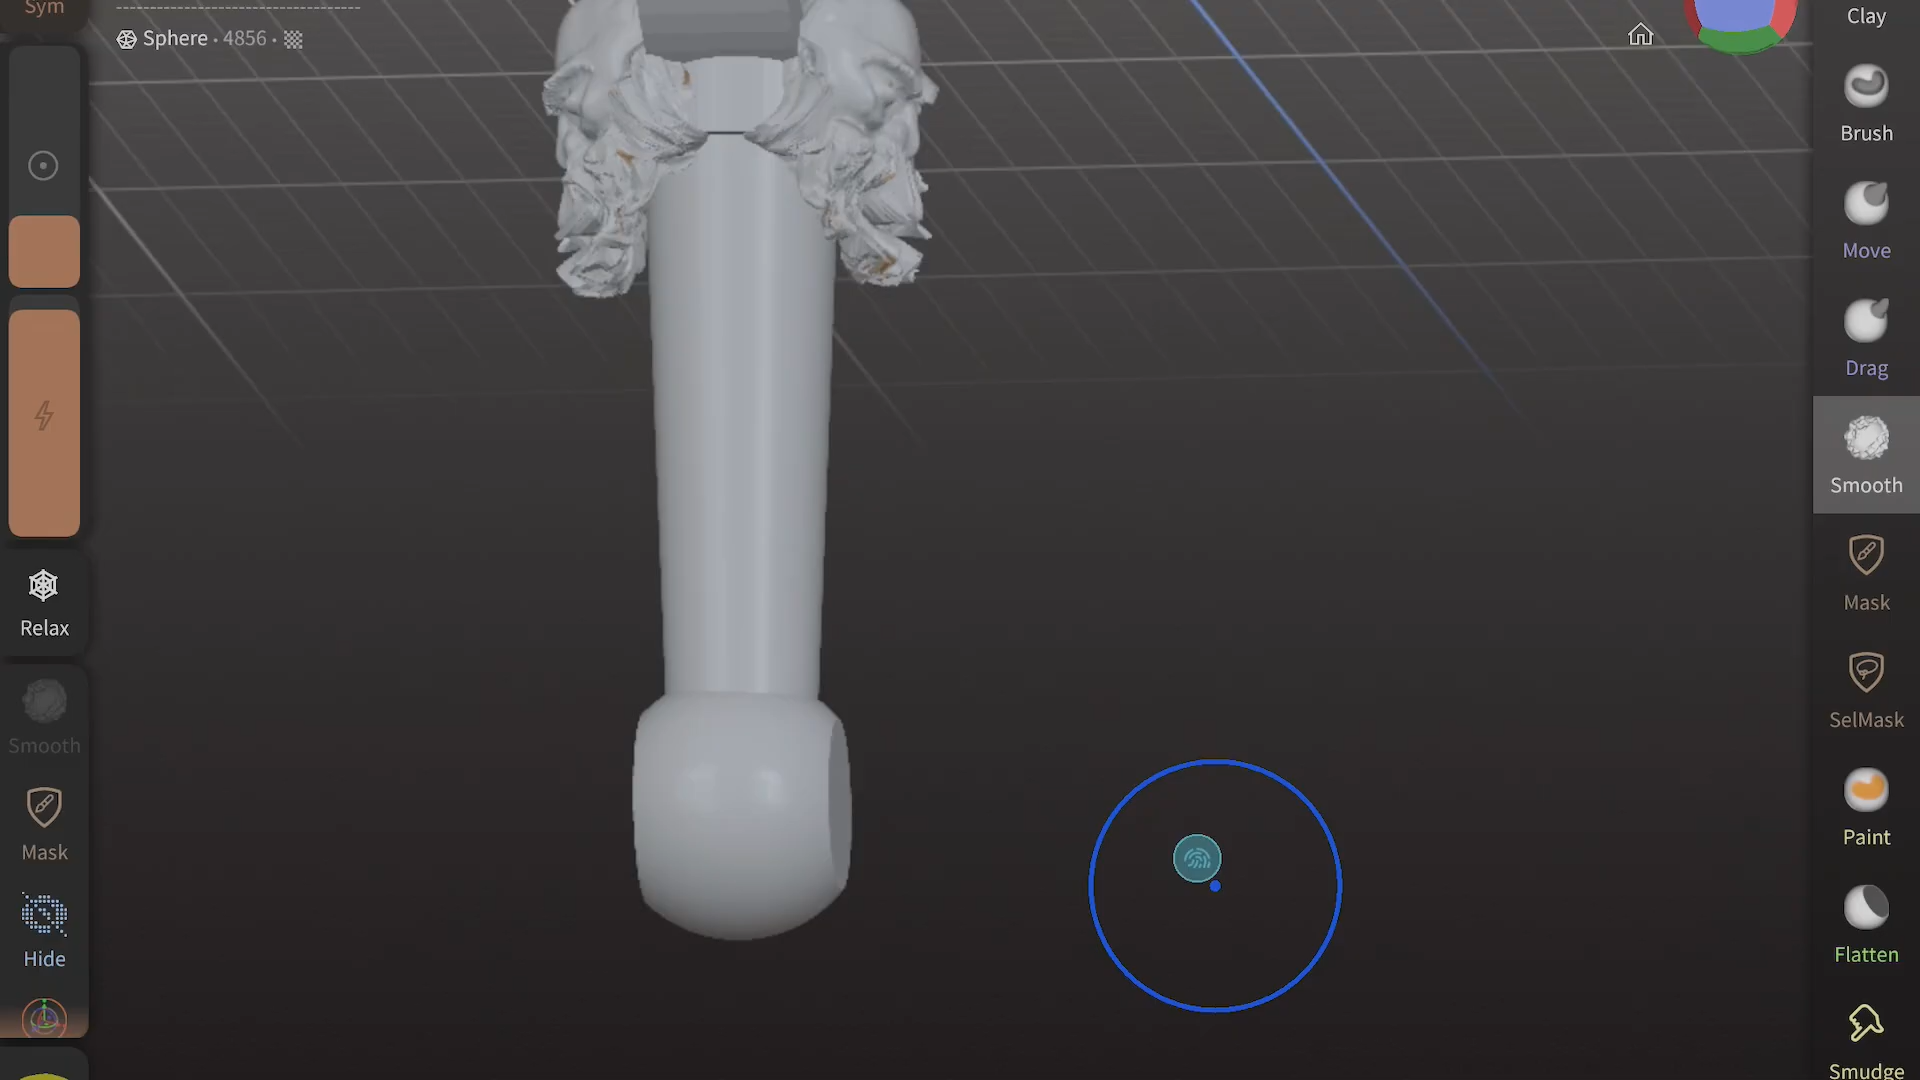 Sym
Sphere • 4856 •
Relax
Smooth
Mask
Hide
Clay
Brush
Move
Drag
Smooth
Mask
SelMask
Paint
Flatten
Smudge